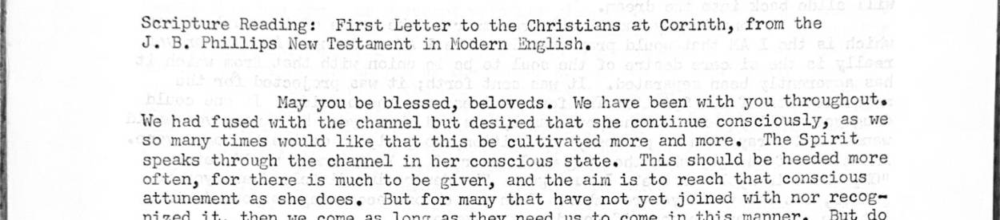 Scripture Reading: First Letter to the Christians at Corinth, from the
J. B. Phillips New Testament in Modern English.
May you be blessed, beloveds. We have been with you throughout.
We had fused with the channel but desired that she continue consciously, as we
so many times would like that this be cultivated more and more. The Spirit
speaks through the channel in her conscious state. This should be heeded more
often, for there is much to be given, and the aim is to reach that conscious
attunement as she does. But for many that have not yet joined with nor recog-
nized it, then we come as long as they need us to come in this manner. But do